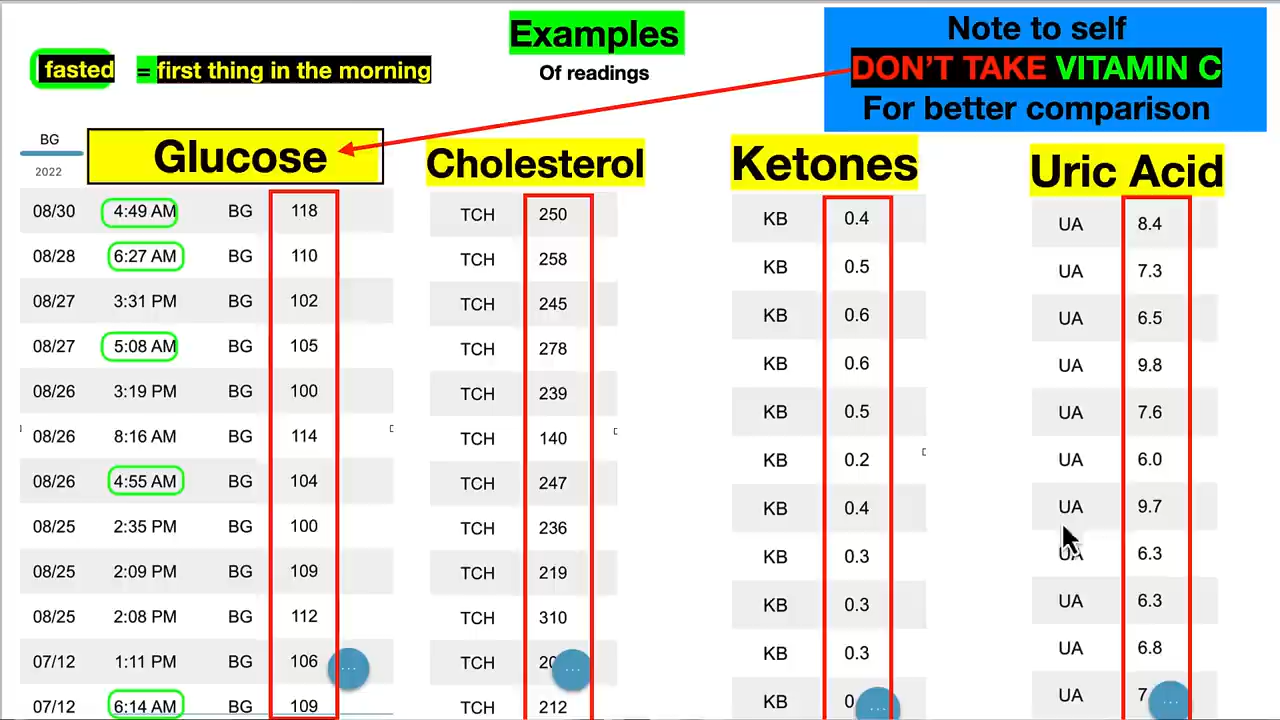 Examples
Of readings
fasted = first thing in the morning
Note to self
DON'T TAKE VITAMIN C
For better comparison
BG
2022
Glucose
08/30 4:49 AM BG 118
08/28 6:27 AM BG 110
08/27 3:31 PM BG 102
08/27 5:08 AM BG 105
08/26 3:19 PM BG 100
08/26 8:16 AM BG 114
08/26 4:55 AM BG 104
08/25 2:35 PM BG 100
08/25 2:09 PM BG 109
08/25 2:08 PM BG 112
07/12 1:11 PM BG 106
07/12 6:14 AM BG 109
Cholesterol
TCH 250
TCH 258
TCH 245
TCH 278
TCH 239
TCH 140
TCH 247
TCH 236
TCH 219
TCH 310
TCH
TCH 212
Ketones
KB 0.4
KB 0.5
KB 0.6
KB 0.6
KB 0.5
KB 0.2
KB 0.4
KB 0.3
KB 0.3
KB 0.3
KB
Uric Acid
UA 8.4
UA 7.3
UA 6.5
UA 9.8
UA 7.6
UA 6.0
UA 9.7
UA 6.3
UA 6.3
UA 6.8
UA